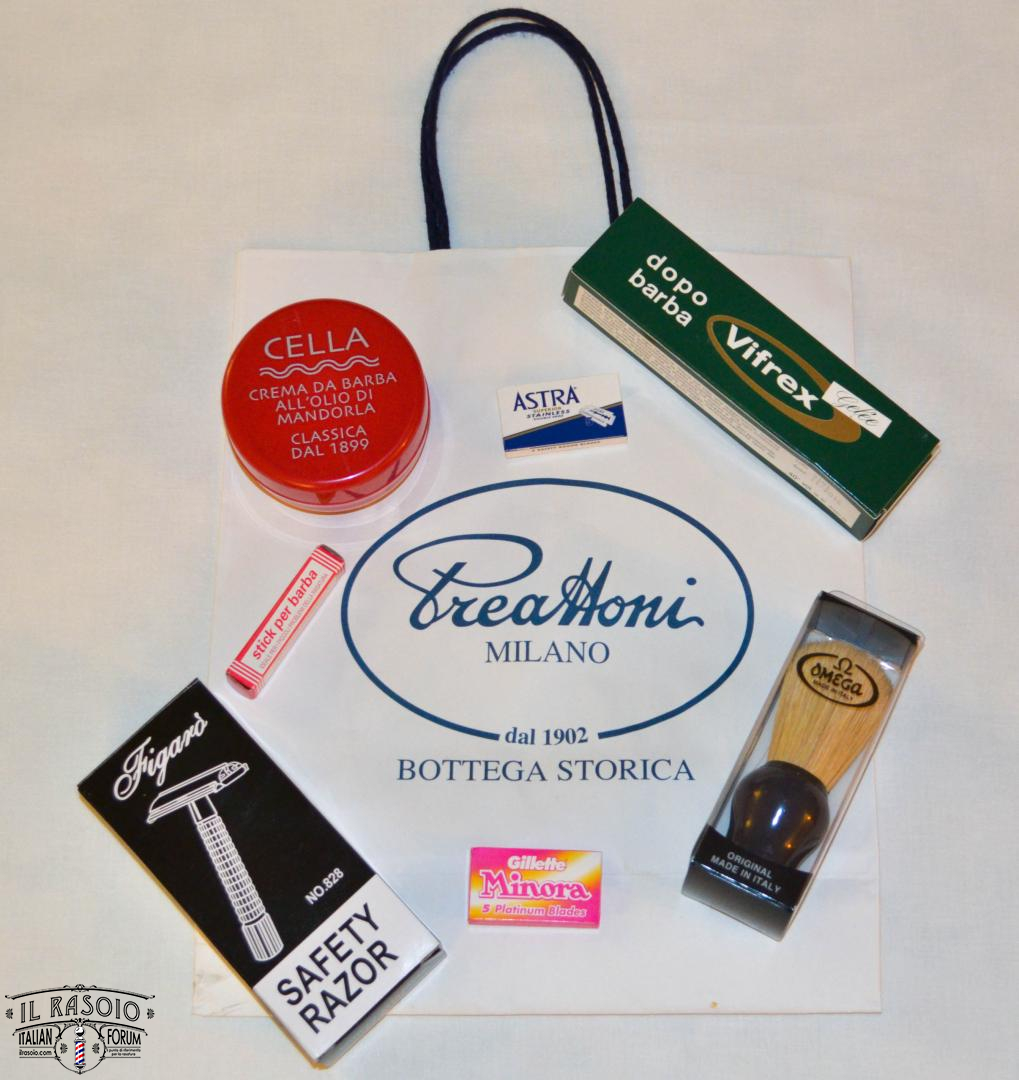 dopo
barba
Vifrex
Gelée
CELLA
CREMA DA BARBA
ALL'OLIO DI
MANDORLA
CLASSICA
DAL 1899
ASTRA
SUPERIOR
STAINLESS
stick per barba
Preattoni
MILANO
dal 1902
BOTTEGA STORICA
OMEGA
MADE IN ITALY
ORIGINAL
MADE IN ITALY
Figarò
NO.828
SAFETY
RAZOR
Gillette
Minora
5 Platinum Blades
IL RASOIO
ITALIAN FORUM
ilrasoio.com